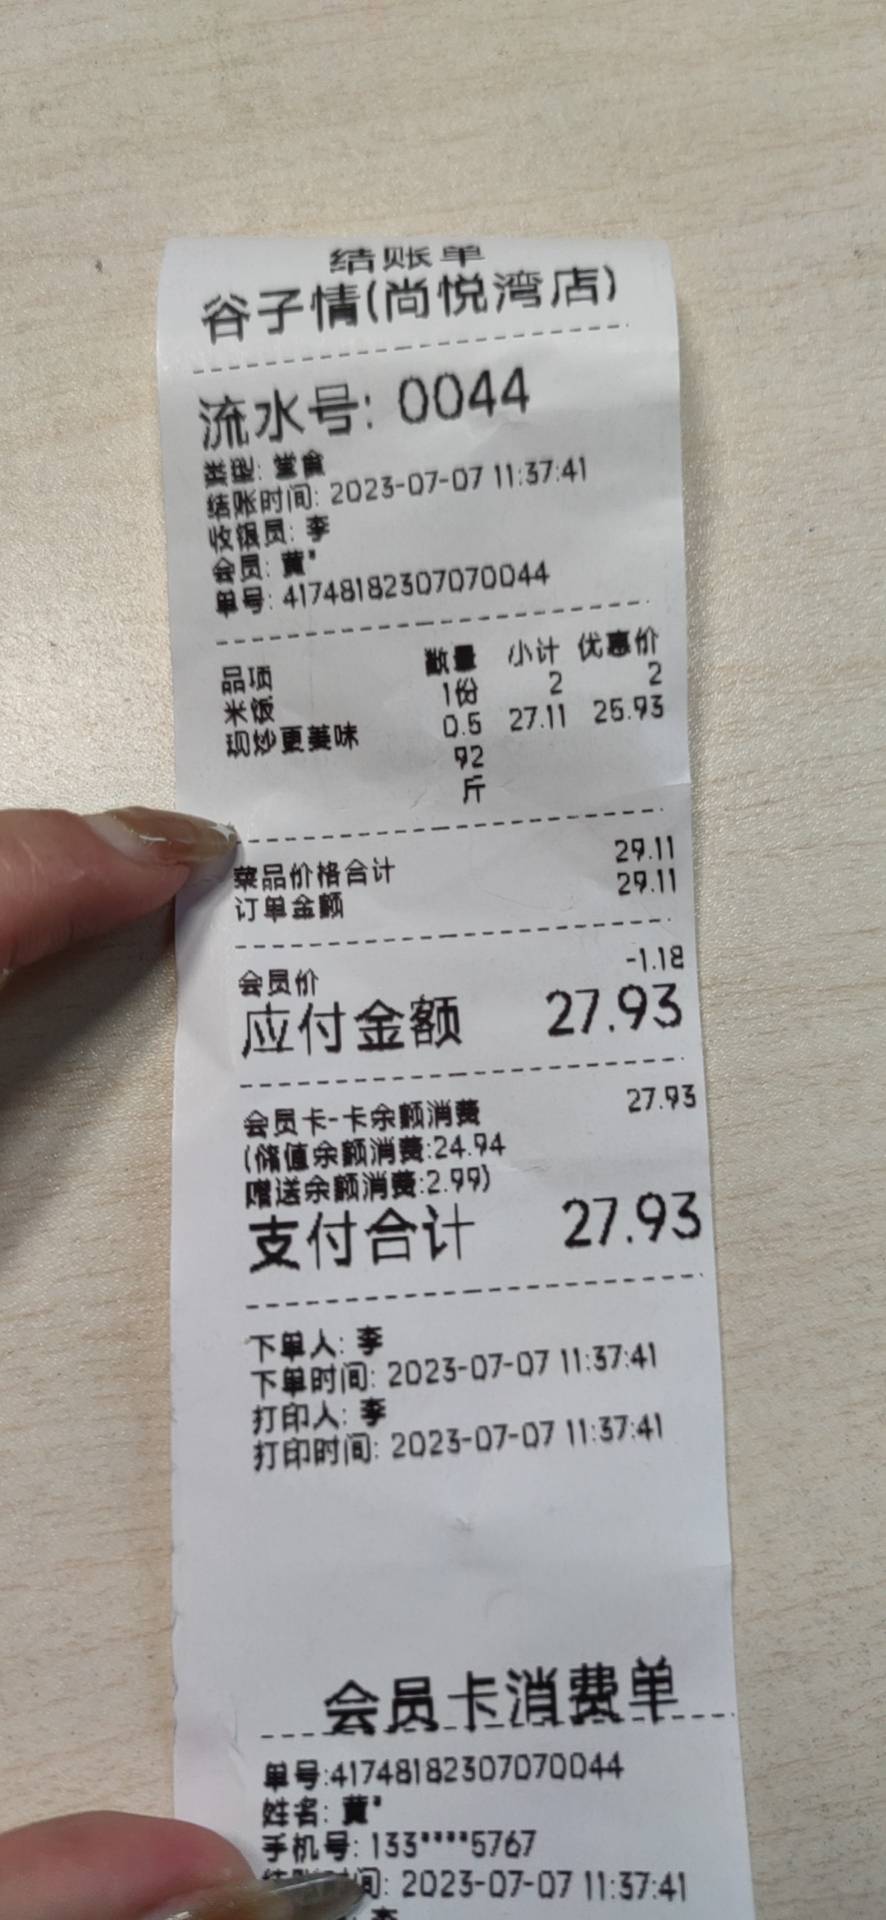 结账单
谷子情(尚悦湾店)
流水号: 0044
类型: 堂食
结账时间: 2023-07-07 11:37:41
收银员: 李
会员: 黄*
单号: 41748182307070044
品项 数量 小计 优惠价
米饭 1份 2 2
现炒更美味 0.5 27.11 25.93
92
斤
菜品价格合计 29.11
订单金额 29.11
会员价 -1.18
应付金额 27.93
会员卡-卡余额消费 27.93
(储值余额消费:24.94
赠送余额消费:2.99)
支付合计 27.93
下单人: 李
下单时间: 2023-07-07 11:37:41
打印人: 李
打印时间: 2023-07-07 11:37:41
会员卡消费单
单号:41748182307070044
姓名: 黄*
手机号: 133****5767
间: 2023-07-07 11:37:41
李